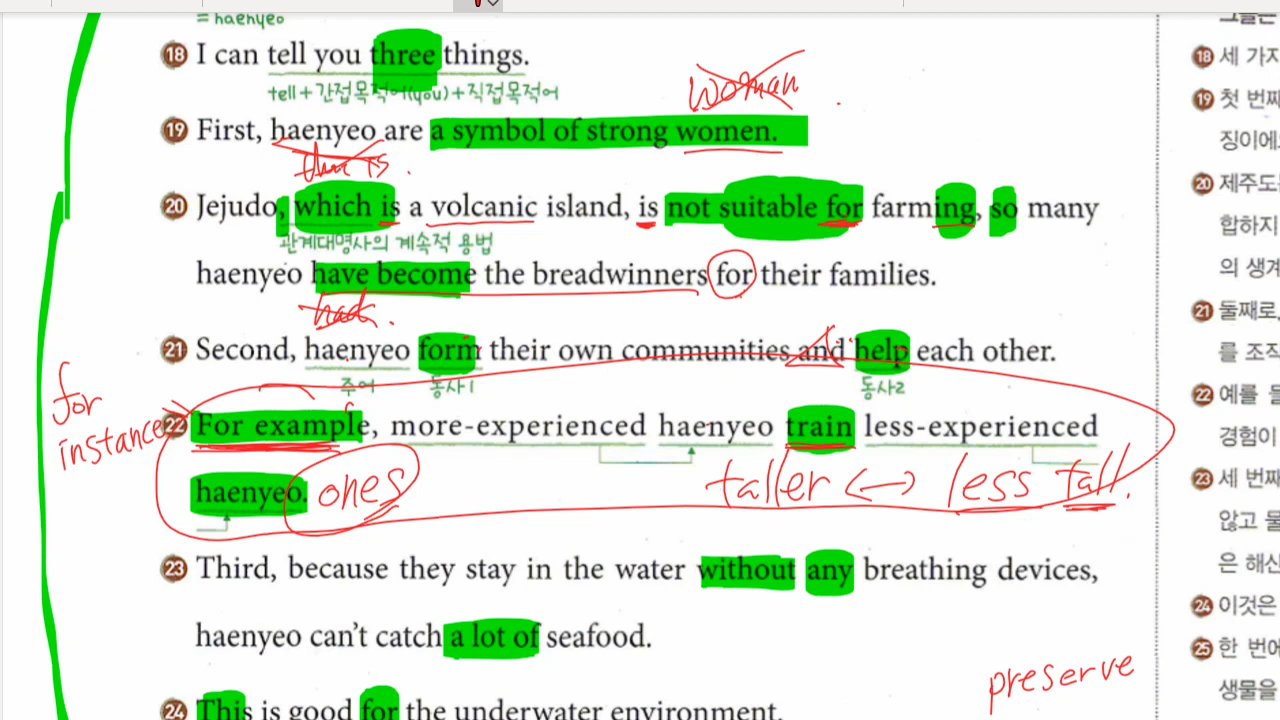 = haenyeo
18 I can tell you three things.
tell+간접목적어(you)+직접목적어
woman
19 First, haenyeo are a symbol of strong women.
20 Jejudo, which is a volcanic island, is not suitable for farming, so many
관계대명사의 계속적 용법
haenyeo have become the breadwinners for their families.
had
21 Second, haenyeo form their own communities and help each other.
주어 동사1 동사2
for
instance
22 For example, more-experienced haenyeo train less-experienced
haenyeo. ones taller ↔ less tall.
23 Third, because they stay in the water without any breathing devices,
haenyeo can't catch a lot of seafood.
preserve
24 This is good for the underwater environment.
그들은
18 세 가지
19 첫 번째
징이에
20 제주도
합하지
의 생계
21 둘째로,
를 조직
22 예를 들
경험이
23 세 번째
않고 물
은 해산
24 이것은
25 한 번에
생물을